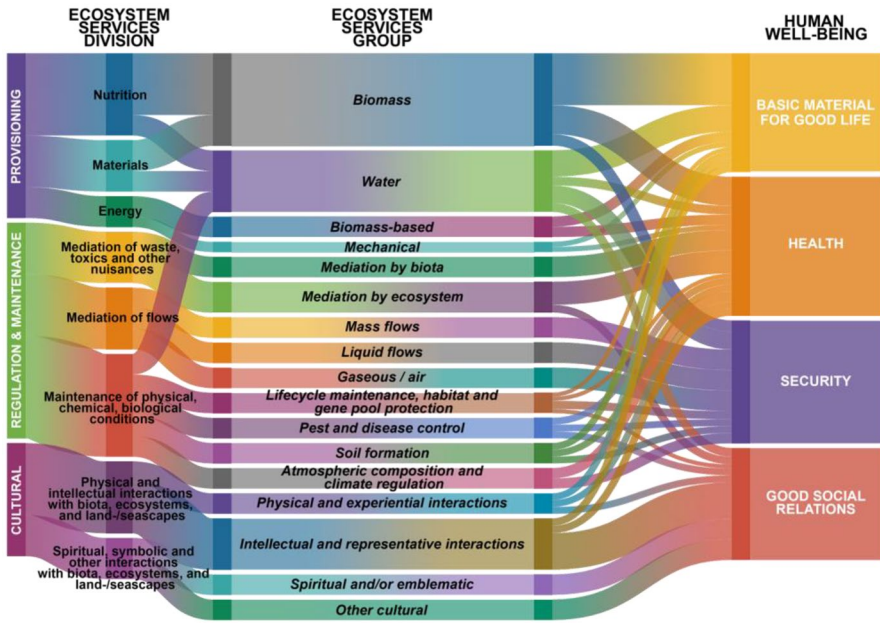 ECOSYSTEM
SERVICES
DIVISION
ECOSYSTEM
SERVICES
GROUP
HUMAN
WELL-BEING
PROVISIONING
REGULATION & MAINTENANCE
CULTURAL
Nutrition
Materials
Energy
Mediation of waste,
toxics and other
nuisances
Mediation of flows
Maintenance of physical,
chemical, biological
conditions
Physical and
intellectual interactions
with biota, ecosystems,
and land-/seascapes
Spiritual, symbolic and
other interactions
with biota, ecosystems, and
land-/seascapes
Biomass
Water
Biomass-based
Mechanical
Mediation by biota
Mediation by ecosystem
Mass flows
Liquid flows
Gaseous / air
Lifecycle maintenance, habitat and
gene pool protection
Pest and disease control
Soil formation
Atmospheric composition and
climate regulation
Physical and experiential interactions
Intellectual and representative interactions
Spiritual and/or emblematic
Other cultural
BASIC MATERIAL
FOR GOOD LIFE
HEALTH
SECURITY
GOOD SOCIAL
RELATIONS